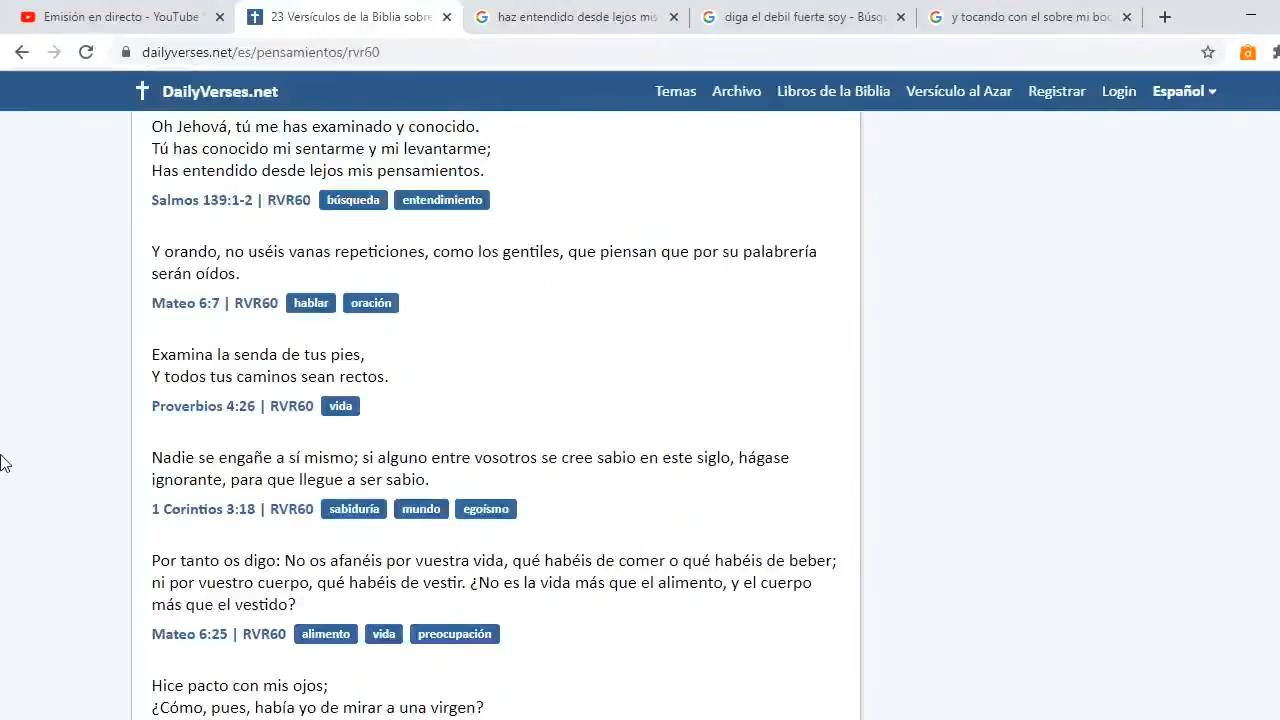 Emisión en directo - YouTube
23 Versículos de la Biblia sobre
haz entendido desde lejos mis
diga el debil fuerte soy - Búsq
y tocando con el sobre mi boc
dailyverses.net/es/pensamientos/rvr60
DailyVerses.net
Temas
Archivo
Libros de la Biblia
Versículo al Azar
Registrar
Login
Español
Oh Jehová, tú me has examinado y conocido.
Tú has conocido mi sentarme y mi levantarme;
Has entendido desde lejos mis pensamientos.
Salmos 139:1-2 | RVR60 búsqueda entendimiento
Y orando, no uséis vanas repeticiones, como los gentiles, que piensan que por su palabrería
serán oídos.
Mateo 6:7 | RVR60 hablar oración
Examina la senda de tus pies,
Y todos tus caminos sean rectos.
Proverbios 4:26 | RVR60 vida
Nadie se engañe a sí mismo; si alguno entre vosotros se cree sabio en este siglo, hágase
ignorante, para que llegue a ser sabio.
1 Corintios 3:18 | RVR60 sabiduría mundo egoísmo
Por tanto os digo: No os afanéis por vuestra vida, qué habéis de comer o qué habéis de beber;
ni por vuestro cuerpo, qué habéis de vestir. ¿No es la vida más que el alimento, y el cuerpo
más que el vestido?
Mateo 6:25 | RVR60 alimento vida preocupación
Hice pacto con mis ojos;
¿Cómo, pues, había yo de mirar a una virgen?